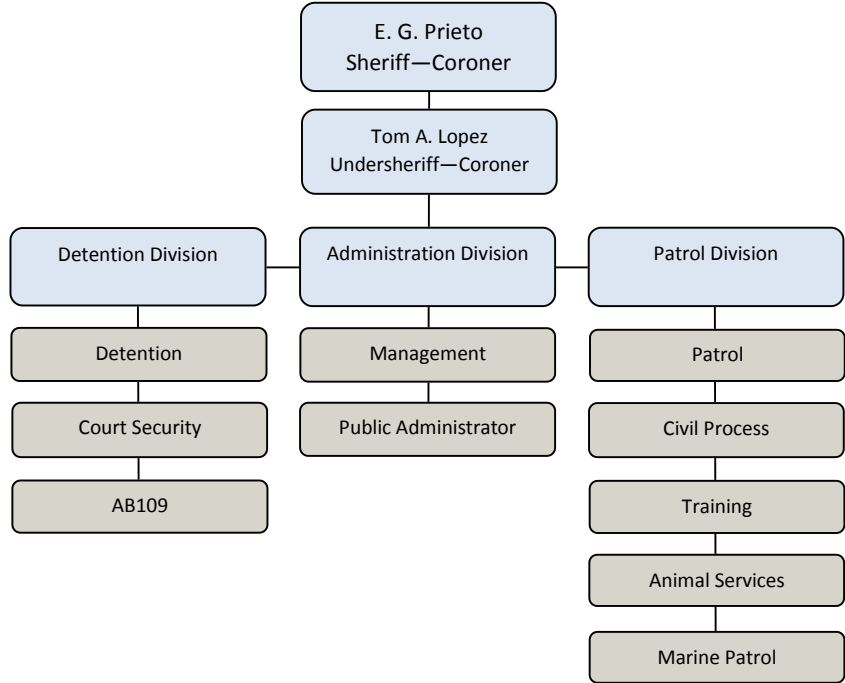 E. G. Prieto
Sheriff—Coroner
Tom A. Lopez
Undersheriff—Coroner
Detention Division
Administration Division
Patrol Division
Detention
Management
Patrol
Court Security
Public Administrator
Civil Process
AB109
Training
Animal Services
Marine Patrol